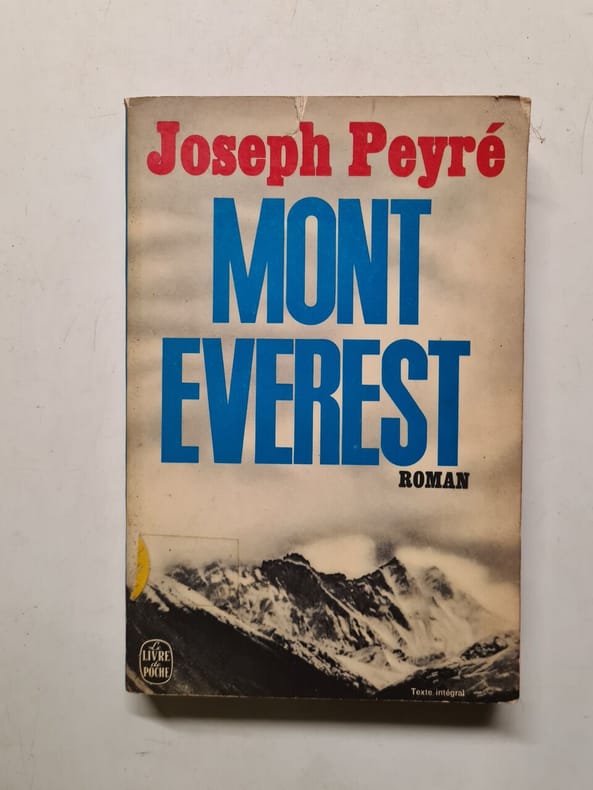 Joseph Peyré
MONT
EVEREST
ROMAN
Le
LIVRE
de
POCHE
Texte intégral